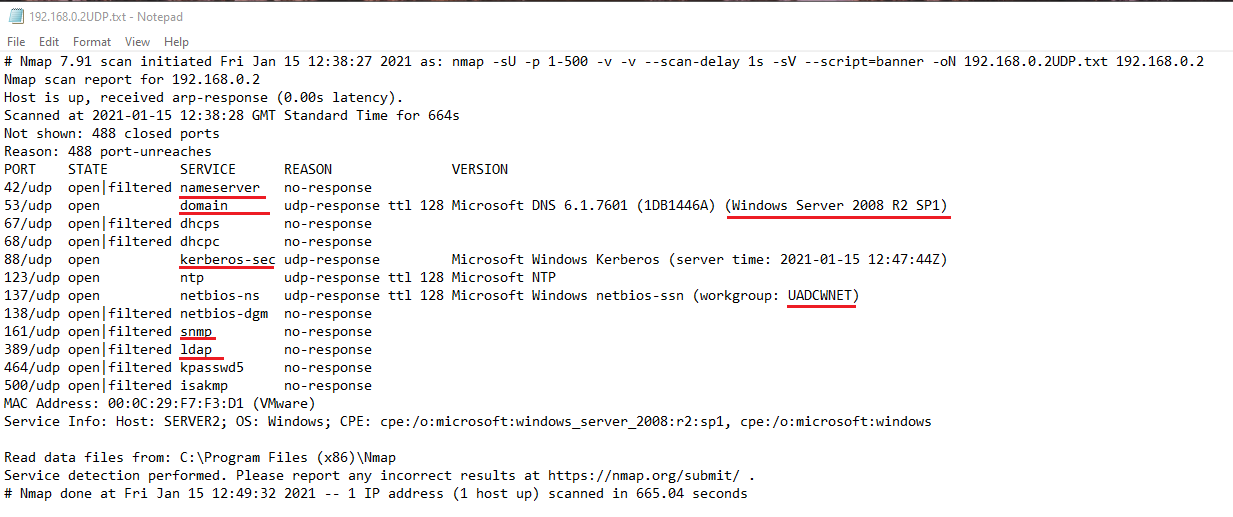 192.168.0.2UDP.txt - Notepad
File Edit Format View Help
# Nmap 7.91 scan initiated Fri Jan 15 12:38:27 2021 as: nmap -sU -p 1-500 -v -v --scan-delay 1s -sV --script=banner -oN 192.168.0.2UDP.txt 192.168.0.2
Nmap scan report for 192.168.0.2
Host is up, received arp-response (0.00s latency).
Scanned at 2021-01-15 12:38:28 GMT Standard Time for 664s
Not shown: 488 closed ports
Reason: 488 port-unreaches
PORT    STATE         SERVICE      REASON               VERSION
42/udp  open|filtered nameserver   no-response
53/udp  open          domain       udp-response ttl 128 Microsoft DNS 6.1.7601 (1DB1446A) (Windows Server 2008 R2 SP1)
67/udp  open|filtered dhcps        no-response
68/udp  open|filtered dhcpc        no-response
88/udp  open          kerberos-sec udp-response         Microsoft Windows Kerberos (server time: 2021-01-15 12:47:44Z)
123/udp open          ntp          udp-response ttl 128 Microsoft NTP
137/udp open          netbios-ns   udp-response ttl 128 Microsoft Windows netbios-ssn (workgroup: UADCWNET)
138/udp open|filtered netbios-dgm  no-response
161/udp open|filtered snmp         no-response
389/udp open|filtered ldap         no-response
464/udp open|filtered kpasswd5     no-response
500/udp open|filtered isakmp       no-response
MAC Address: 00:0C:29:F7:F3:D1 (VMware)
Service Info: Host: SERVER2; OS: Windows; CPE: cpe:/o:microsoft:windows_server_2008:r2:sp1, cpe:/o:microsoft:windows
Read data files from: C:\Program Files (x86)\Nmap
Service detection performed. Please report any incorrect results at https://nmap.org/submit/ .
# Nmap done at Fri Jan 15 12:49:32 2021 -- 1 IP address (1 host up) scanned in 665.04 seconds